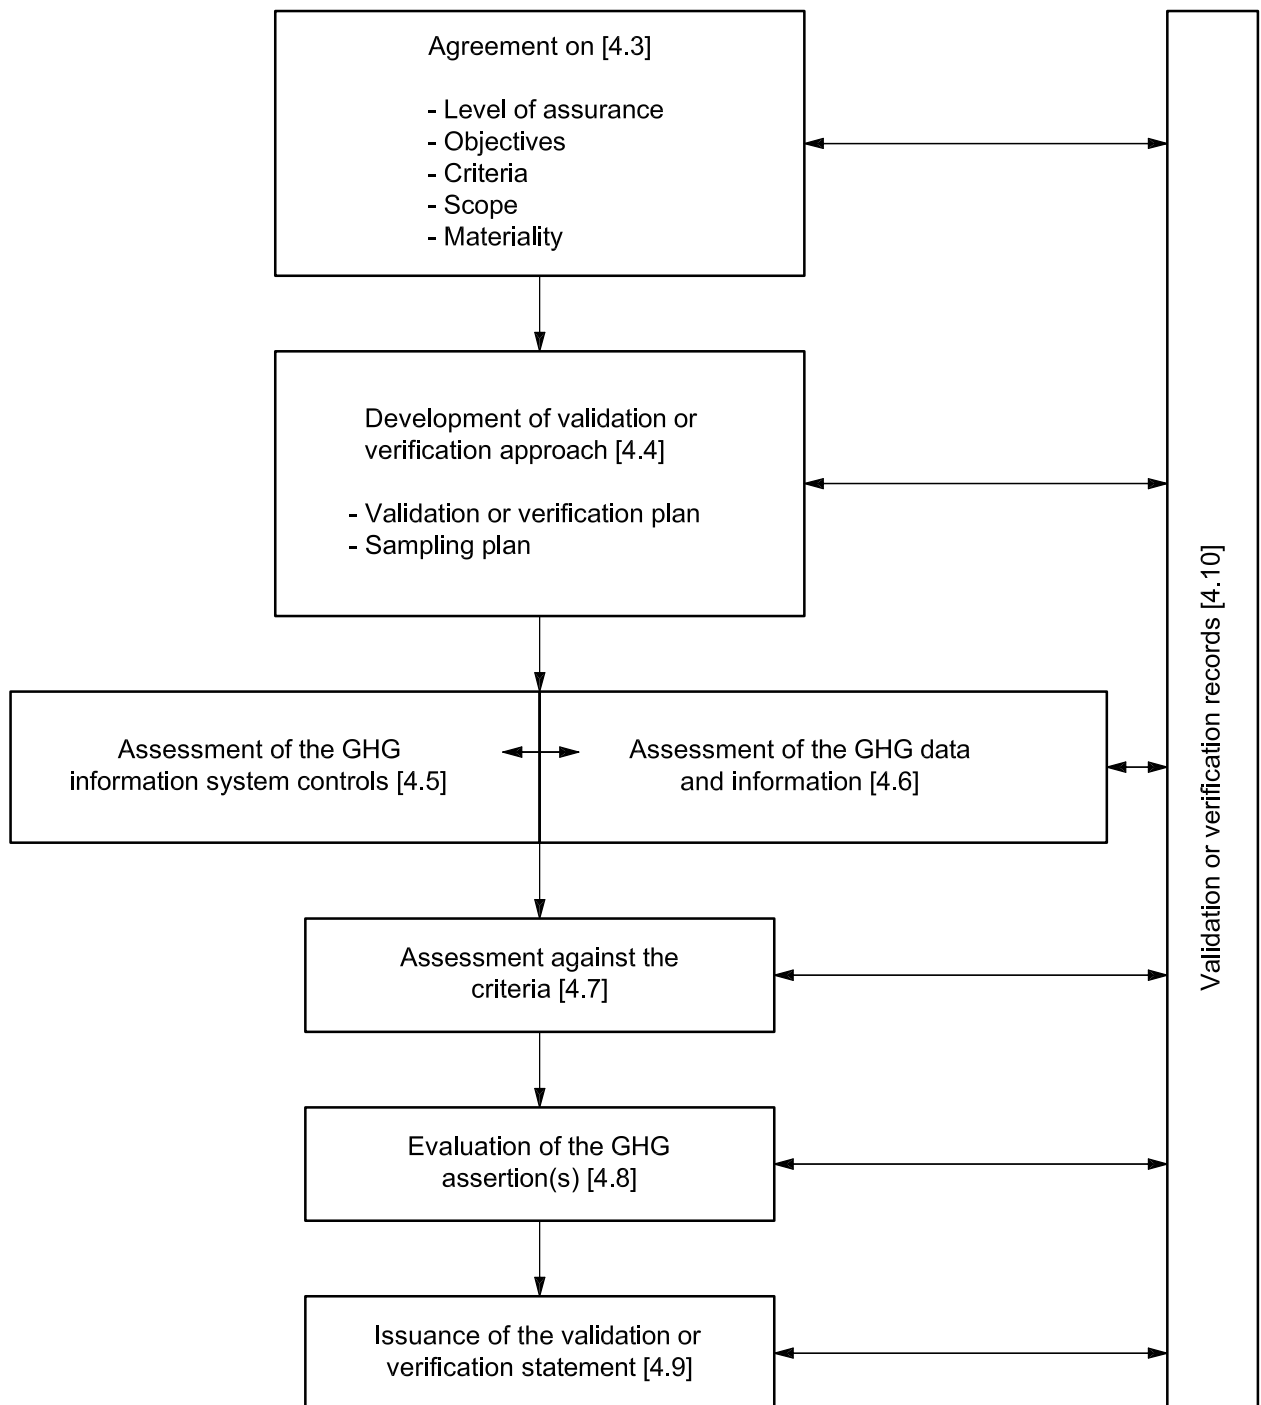 Agreement on [4.3]
- Level of assurance
- Objectives
- Criteria
- Scope
- Materiality
Development of validation or
verification approach [4.4]
- Validation or verification plan
- Sampling plan
Assessment of the GHG
information system controls [4.5]
Assessment of the GHG data
and information [4.6]
Assessment against the
criteria [4.7]
Evaluation of the GHG
assertion(s) [4.8]
Issuance of the validation or
verification statement [4.9]
Validation or verification records [4.10]